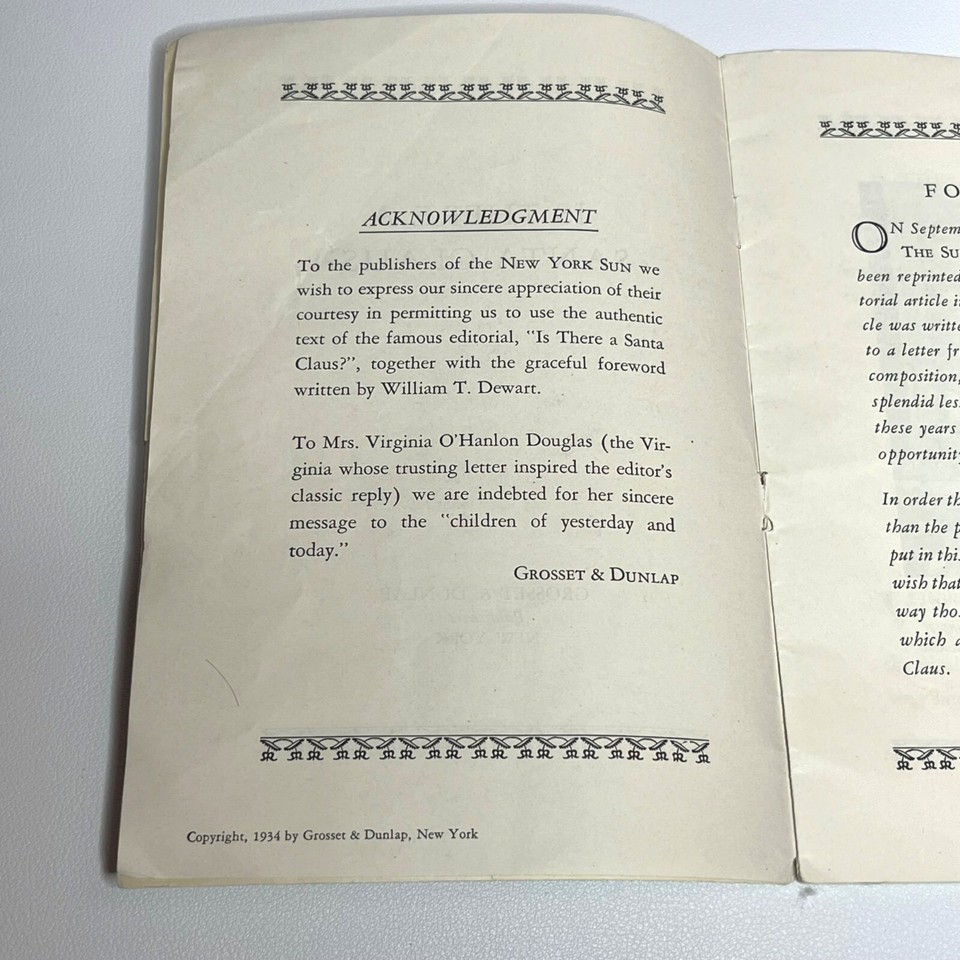 ACKNOWLEDGMENT
To the publishers of the NEW YORK SUN we
wish to express our sincere appreciation of their
courtesy in permitting us to use the authentic
text of the famous editorial, "Is There a Santa
Claus?", together with the graceful foreword
written by William T. Dewart.
To Mrs. Virginia O'Hanlon Douglas (the Vir-
ginia whose trusting letter inspired the editor's
classic reply) we are indebted for her sincere
message to the "children of yesterday and
today."
GROSSET & DUNLAP
Copyright, 1934 by Grosset & Dunlap, New York
FO
ON Septem
THE SU
been reprinted
torial article i
cle was writt
to a letter fr
composition,
splendid les
these years
opportunity
In order th
than the p
put in thi
wish that
way tho
which a
Claus.